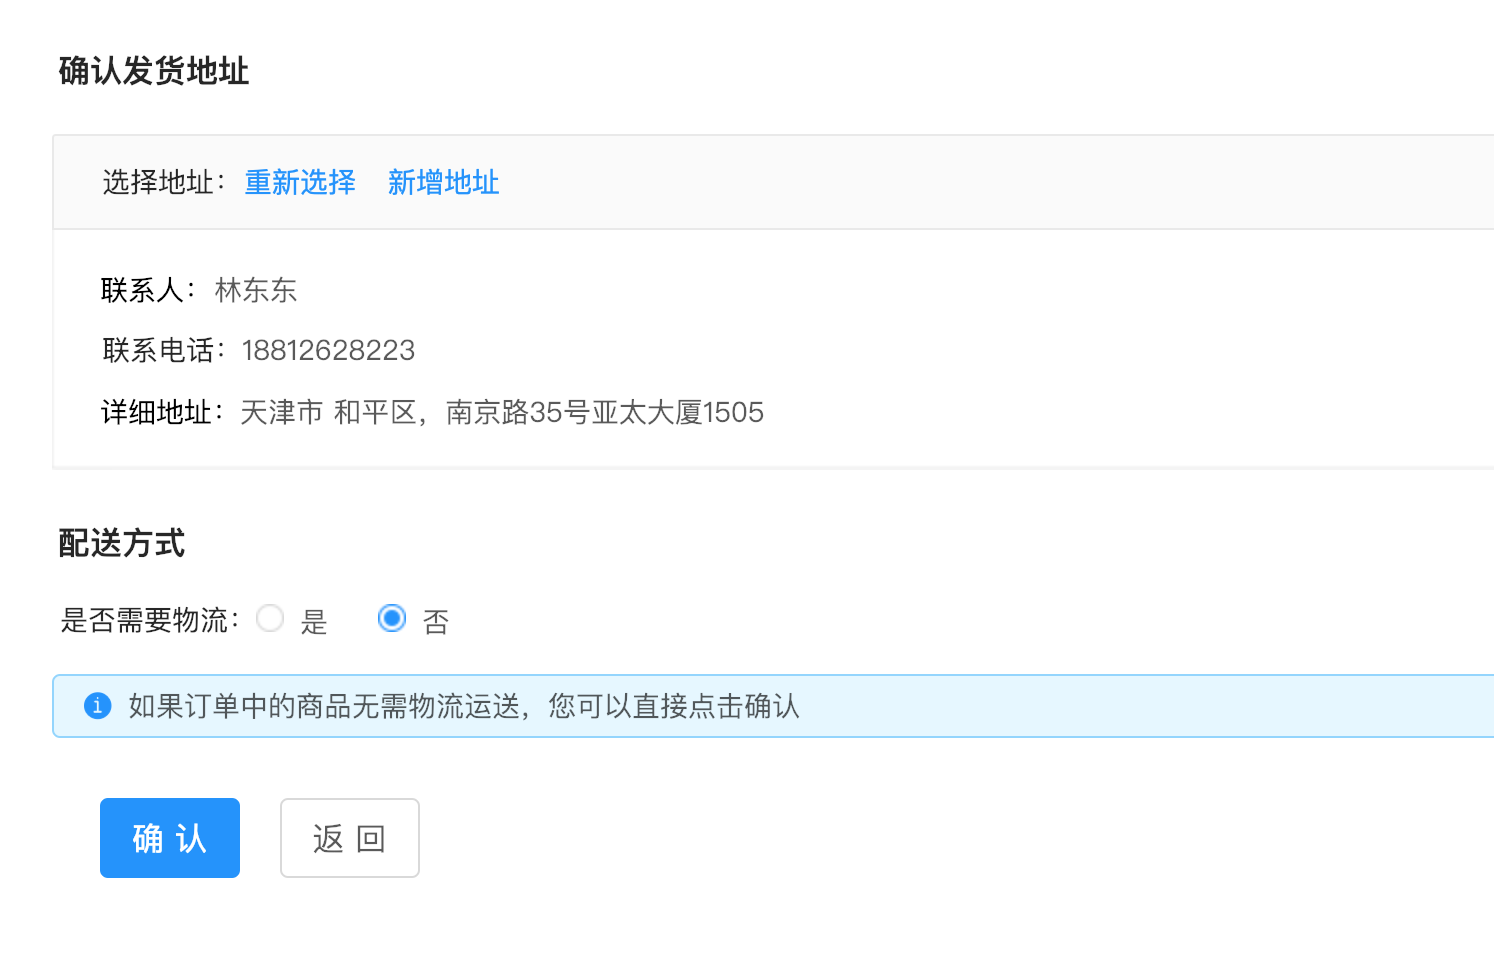 确认发货地址
选择地址： 重新选择 新增地址
联系人： 林东东
联系电话： 18812628223
详细地址： 天津市 和平区，南京路35号亚太大厦1505
配送方式
是否需要物流： 是 否
如果订单中的商品无需物流运送，您可以直接点击确认
确 认 返 回